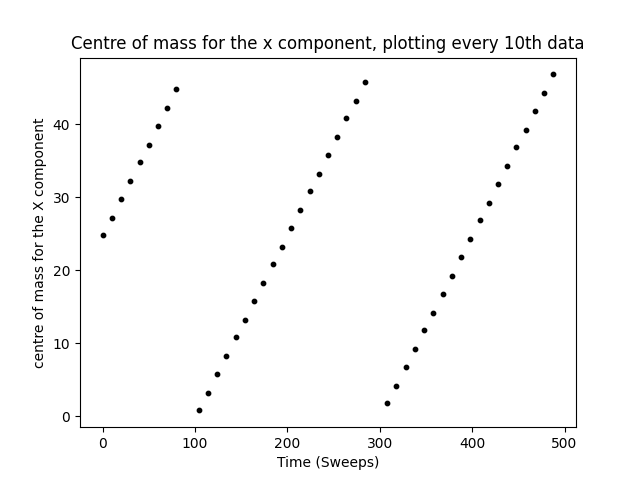 Centre of mass for the x component, plotting every 10th data
centre of mass for the X component
40
30
20
10
0
0 100 200 300 400 500
Time (Sweeps)